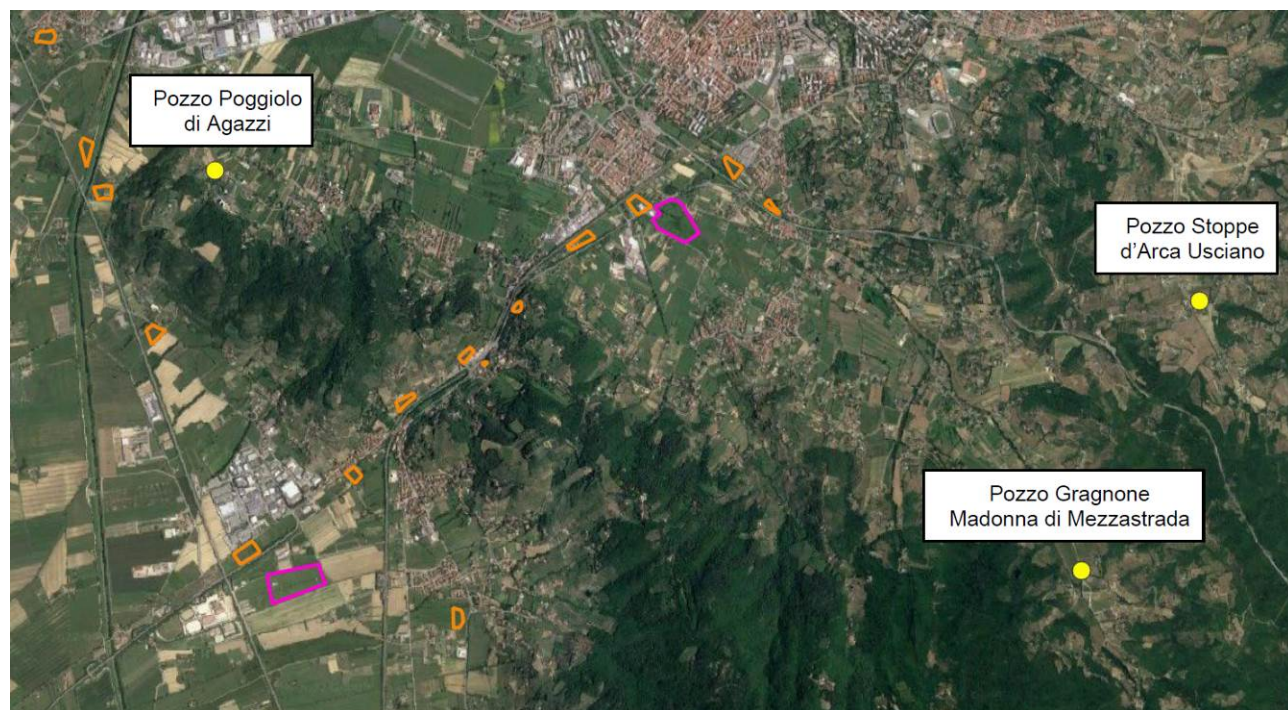 Pozzo Poggiolo
di Agazzi
Pozzo Stoppe
d'Arca Usciano
Pozzo Gragnone
Madonna di Mezzastrada